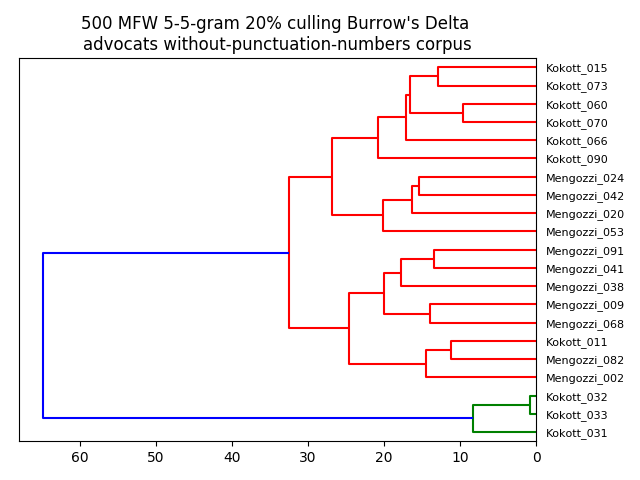 500 MFW 5-5-gram 20% culling Burrow's Delta
advocats without-punctuation-numbers corpus
Kokott_015
Kokott_073
Kokott_060
Kokott_070
Kokott_066
Kokott_090
Mengozzi_024
Mengozzi_042
Mengozzi_020
Mengozzi_053
Mengozzi_091
Mengozzi_041
Mengozzi_038
Mengozzi_009
Mengozzi_068
Kokott_011
Mengozzi_082
Mengozzi_002
Kokott_032
Kokott_033
Kokott_031
60 50 40 30 20 10 0